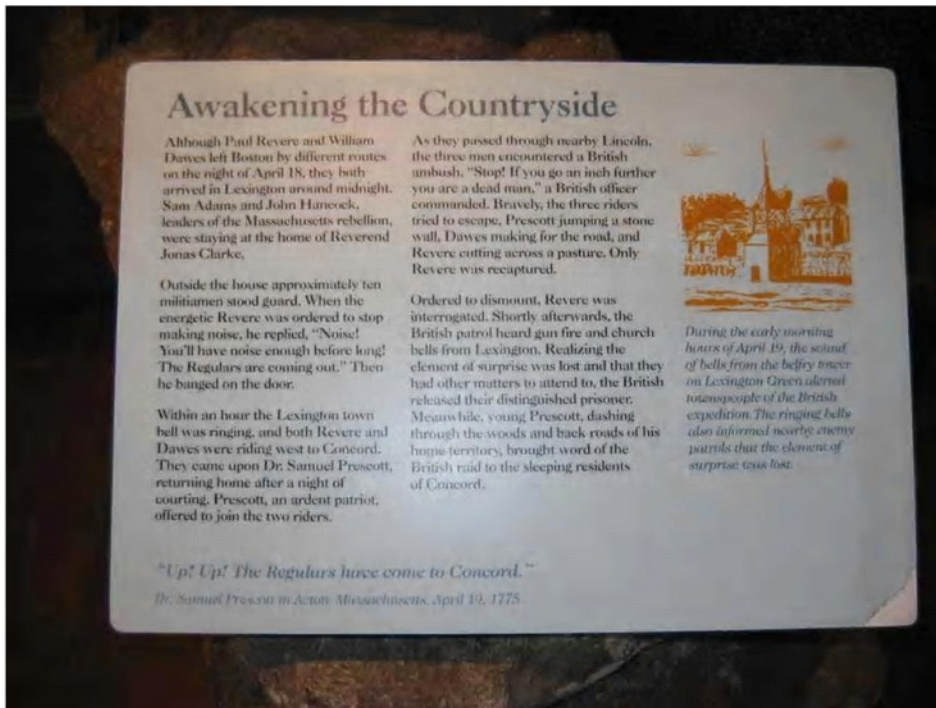 Awakening the Countryside
Although Paul Revere and William
Dawes left Boston by different routes
on the night of April 18, they both
arrived in Lexington around midnight.
Sam Adams and John Hancock,
leaders of the Massachusetts rebellion,
were staying at the home of Reverend
Jonas Clarke.
Outside the house approximately ten
militiamen stood guard. When the
energetic Revere was ordered to stop
making noise, he replied, “Noise!
You’ll have noise enough before long!
The Regulars are coming out.” Then
he banged on the door.
Within an hour the Lexington town
bell was ringing, and both Revere and
Dawes were riding west to Concord.
They came upon Dr. Samuel Prescott,
returning home after a night of
courting. Prescott, an ardent patriot,
offered to join the two riders.
As they passed through nearby Lincoln,
the three men encountered a British
ambush. “Stop! If you go an inch further
you are a dead man,” a British officer
commanded. Bravely, the three riders
tried to escape, Prescott jumping a stone
wall, Dawes making for the road, and
Revere cutting across a pasture. Only
Revere was recaptured.
Ordered to dismount, Revere was
interrogated. Shortly afterwards, the
British patrol heard gun fire and church
bells from Lexington. Realizing the
element of surprise was lost and that they
had other matters to attend to, the British
released their distinguished prisoner.
Meanwhile, young Prescott, dashing
through the woods and back roads of his
home territory, brought word of the
British raid to the sleeping residents
of Concord.
During the early morning
hours of April 19, the sound
of bells from the belfry tower
on Lexington Green alerted
townspeople of the British
expedition. The ringing bells
also informed nearby enemy
patrols that the element of
surprise was lost.
“Up! Up! The Regulars have come to Concord.”
Dr. Samuel Prescott in Acton, Massachusetts, April 19, 1775